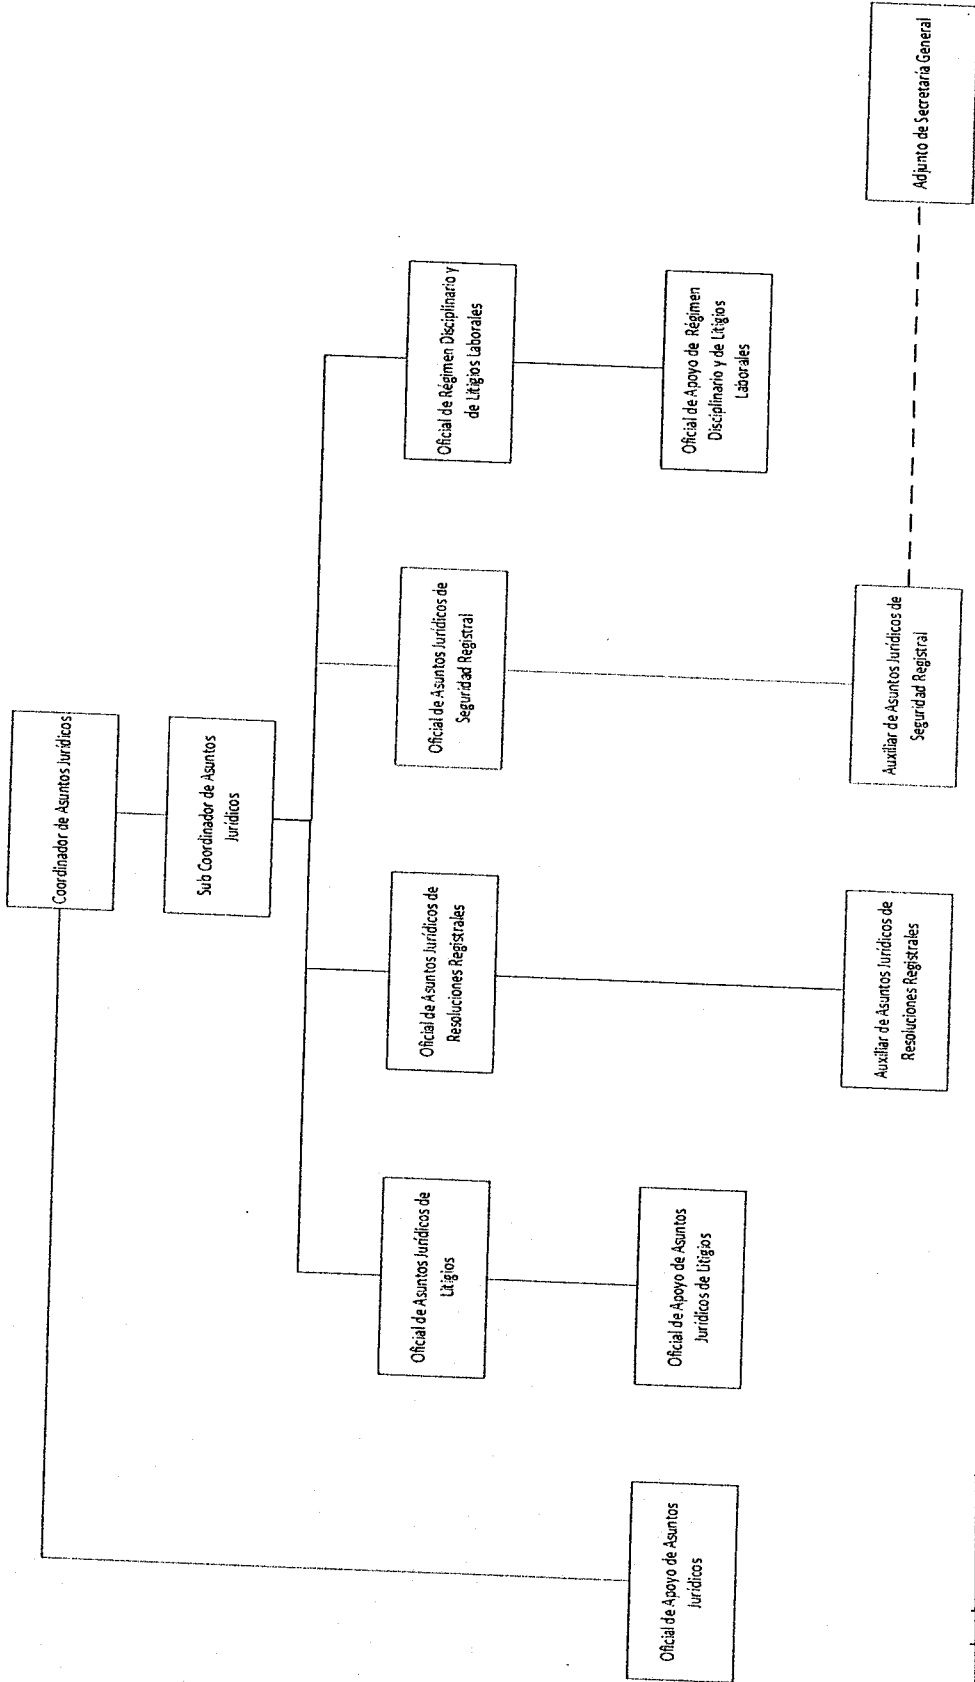 Coordinador de Asuntos Jurídicos
Sub Coordinador de Asuntos
Jurídicos
Oficial de Asuntos Jurídicos de
Litigios
Oficial de Asuntos Jurídicos de
Resoluciones Registrales
Oficial de Asuntos Jurídicos de
Seguridad Registral
Oficial de Régimen Disciplinario y
de Litigios Laborales
Oficial de Apoyo de Asuntos
Jurídicos
Oficial de Apoyo de Asuntos
Jurídicos de Litigios
Oficial de Apoyo de Régimen
Disciplinario y de Litigios
Laborales
Auxiliar de Asuntos Jurídicos de
Resoluciones Registrales
Auxiliar de Asuntos Jurídicos de
Seguridad Registral
Adjunto de Secretaría General